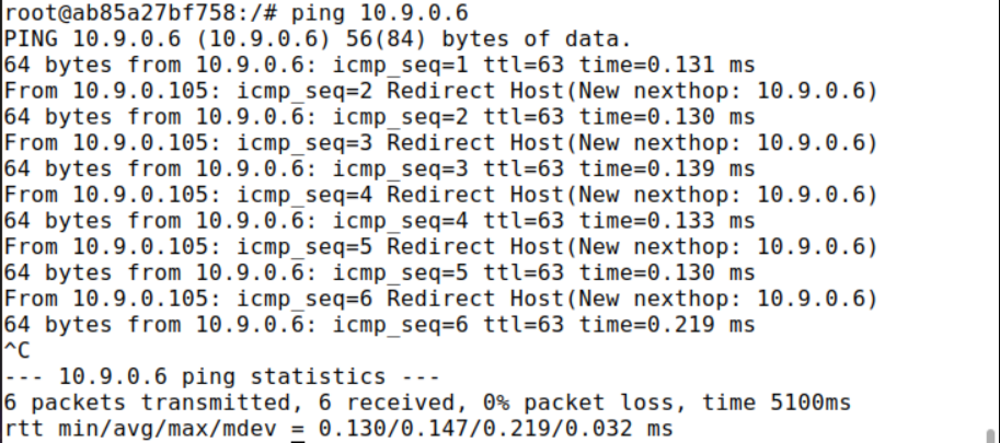 root@ab85a27bf758:/# ping 10.9.0.6
PING 10.9.0.6 (10.9.0.6) 56(84) bytes of data.
64 bytes from 10.9.0.6: icmp_seq=1 ttl=63 time=0.131 ms
From 10.9.0.105: icmp_seq=2 Redirect Host(New nexthop: 10.9.0.6)
64 bytes from 10.9.0.6: icmp_seq=2 ttl=63 time=0.130 ms
From 10.9.0.105: icmp_seq=3 Redirect Host(New nexthop: 10.9.0.6)
64 bytes from 10.9.0.6: icmp_seq=3 ttl=63 time=0.139 ms
From 10.9.0.105: icmp_seq=4 Redirect Host(New nexthop: 10.9.0.6)
64 bytes from 10.9.0.6: icmp_seq=4 ttl=63 time=0.133 ms
From 10.9.0.105: icmp_seq=5 Redirect Host(New nexthop: 10.9.0.6)
64 bytes from 10.9.0.6: icmp_seq=5 ttl=63 time=0.130 ms
From 10.9.0.105: icmp_seq=6 Redirect Host(New nexthop: 10.9.0.6)
64 bytes from 10.9.0.6: icmp_seq=6 ttl=63 time=0.219 ms
^C
--- 10.9.0.6 ping statistics ---
6 packets transmitted, 6 received, 0% packet loss, time 5100ms
rtt min/avg/max/mdev = 0.130/0.147/0.219/0.032 ms